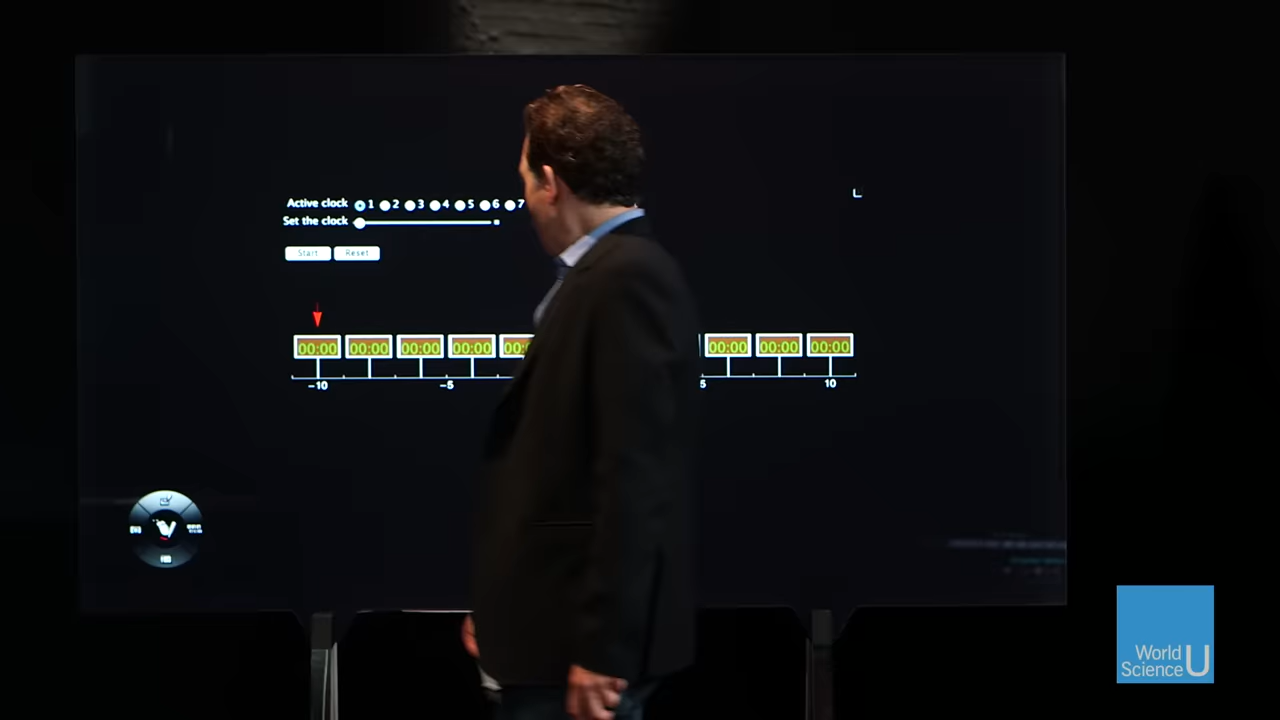 Active clock 1 2 3 4 5 6 7
Set the clock
Start Reset
00:00 00:00 00:00 00:00 00:00 00:00 00:00
-10 -5 5 10
World
Science U